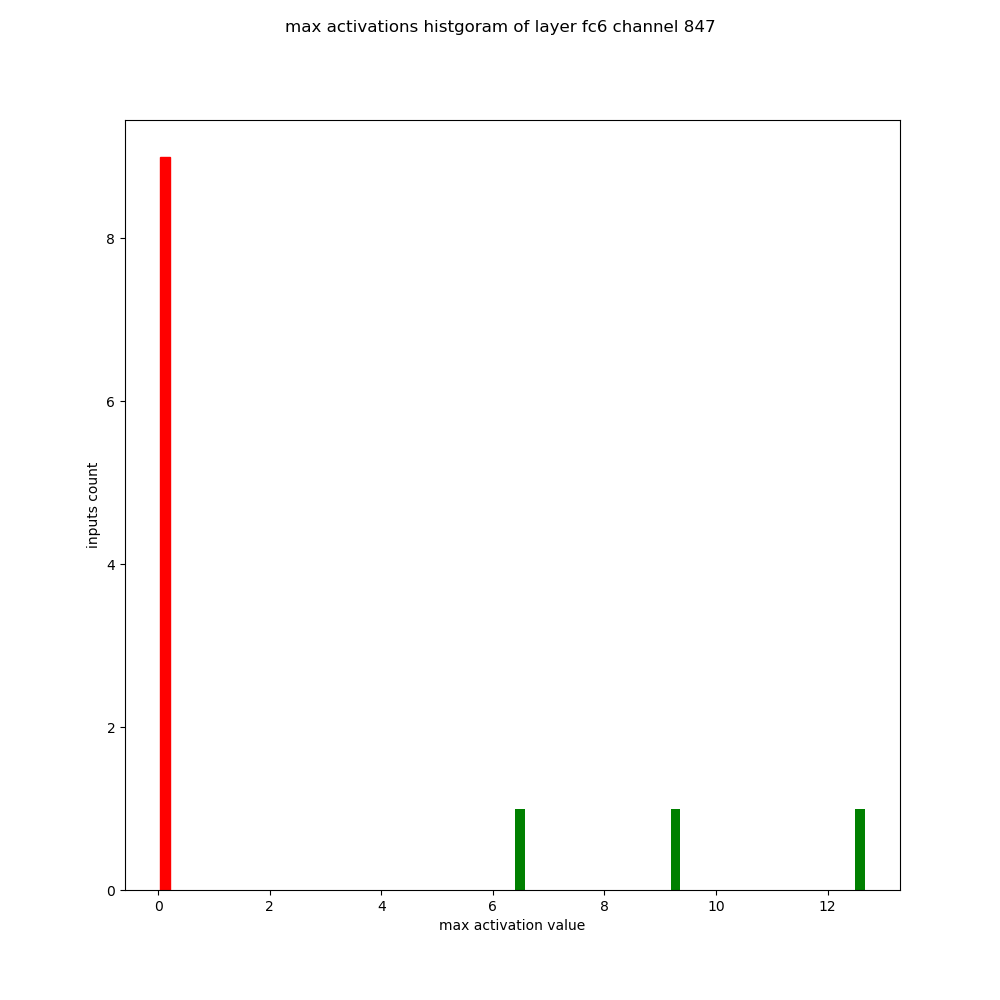 max activations histgoram of layer fc6 channel 847
8
6
4
2
0
inputs count
0 2 4 6 8 10 12
max activation value